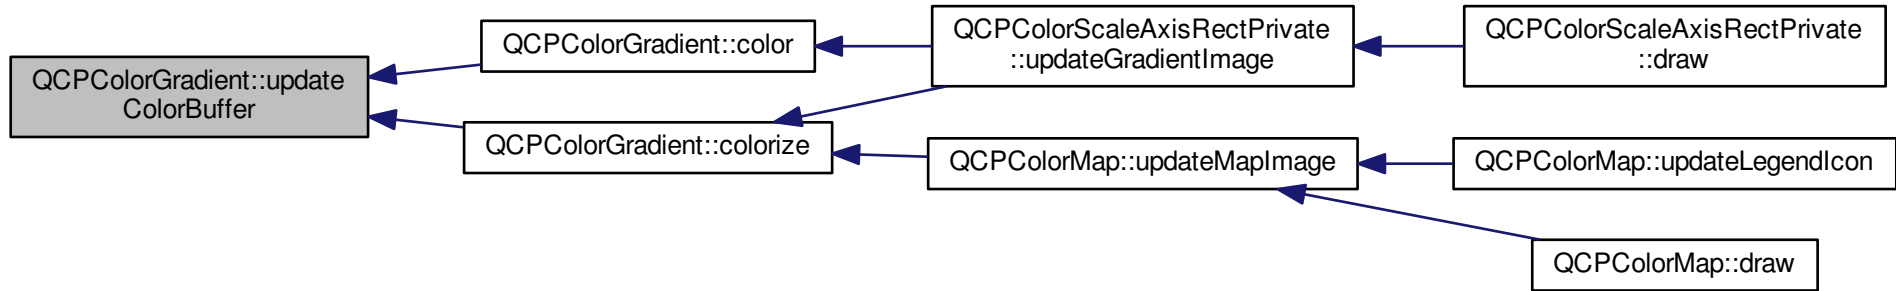 QCPColorGradient::update
ColorBuffer
QCPColorGradient::color
QCPColorGradient::colorize
QCPColorScaleAxisRectPrivate
::updateGradientImage
QCPColorMap::updateMapImage
QCPColorScaleAxisRectPrivate
::draw
QCPColorMap::updateLegendIcon
QCPColorMap::draw